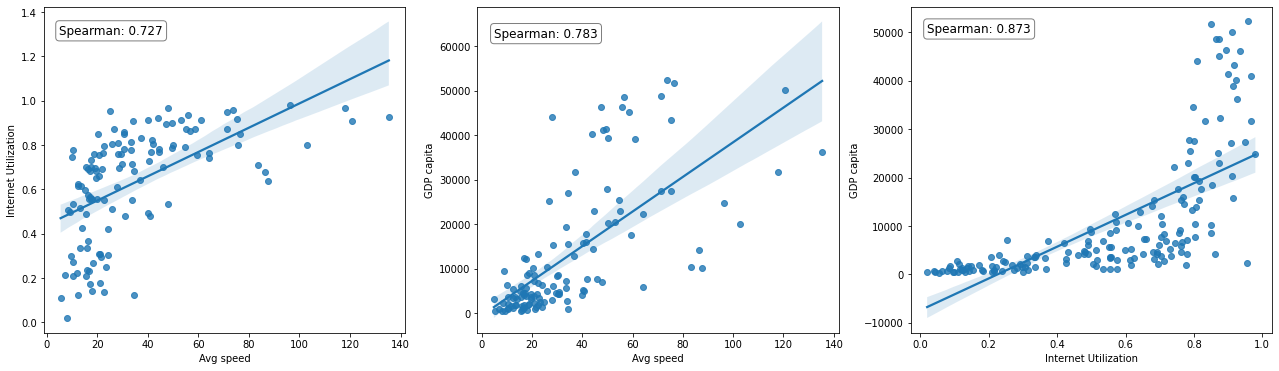 Spearman: 0.727
1.4
1.2
1.0
0.8
0.6
0.4
0.2
0.0
Internet Utilization
0 20 40 60 80 100 120 140
Avg speed
Spearman: 0.783
60000
50000
40000
30000
20000
10000
0
GDP capita
0 20 40 60 80 100 120 140
Avg speed
Spearman: 0.873
50000
40000
30000
20000
10000
0
−10000
GDP capita
0.0 0.2 0.4 0.6 0.8 1.0
Internet Utilization